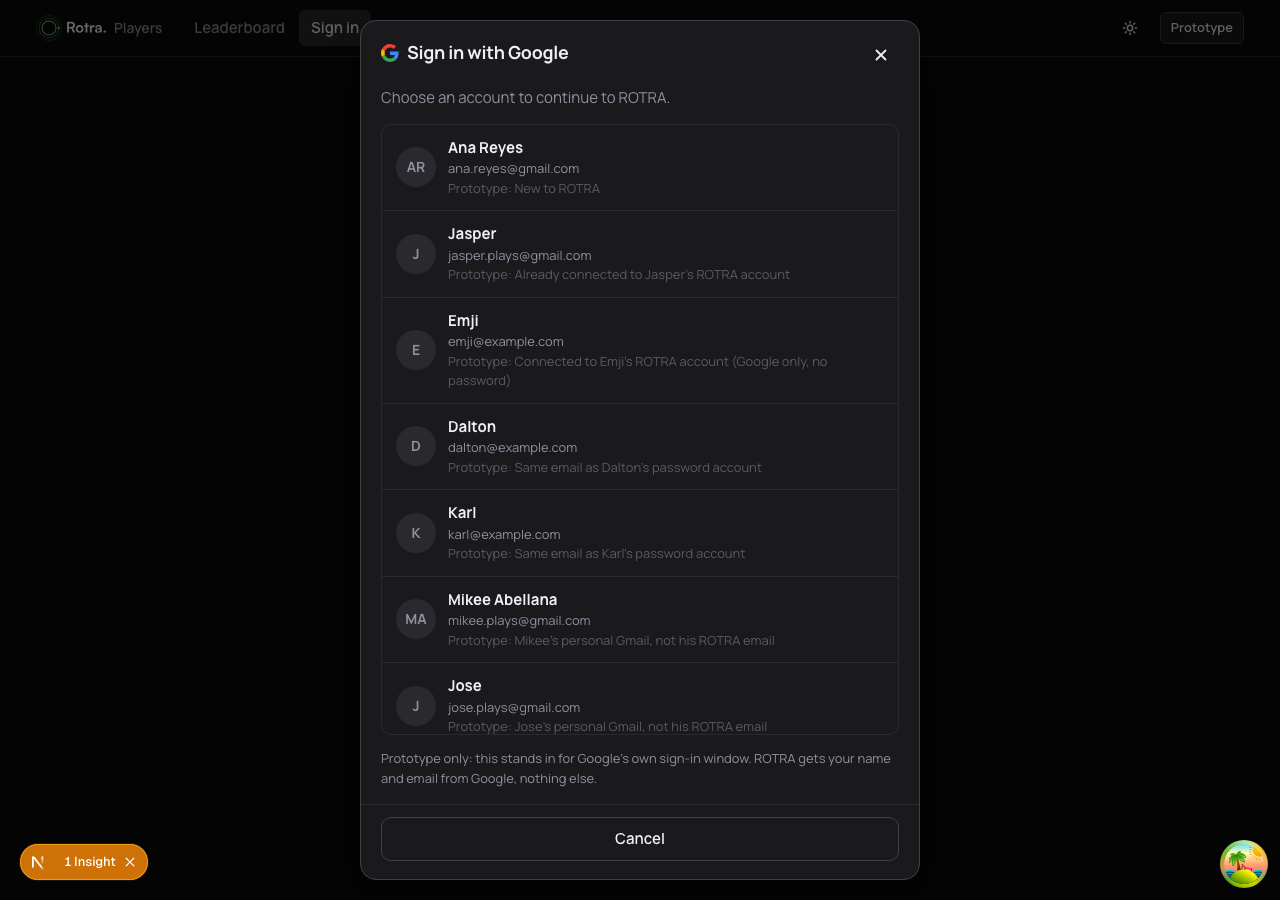 Rotra. Players Leaderboard Sign in Prototype
Sign in with Google
Choose an account to continue to ROTRA.
AR
Ana Reyes
ana.reyes@gmail.com
Prototype: New to ROTRA
J
Jasper
jasper.plays@gmail.com
Prototype: Already connected to Jasper's ROTRA account
E
Emji
emji@example.com
Prototype: Connected to Emji's ROTRA account (Google only, no
password)
D
Dalton
dalton@example.com
Prototype: Same email as Dalton's password account
K
Karl
karl@example.com
Prototype: Same email as Karl's password account
MA
Mikee Abellana
mikee.plays@gmail.com
Prototype: Mikee's personal Gmail, not his ROTRA email
J
Jose
jose.plays@gmail.com
Prototype: Jose's personal Gmail, not his ROTRA email
Prototype only: this stands in for Google's own sign-in window. ROTRA gets your name
and email from Google, nothing else.
Cancel
N 1 Insight